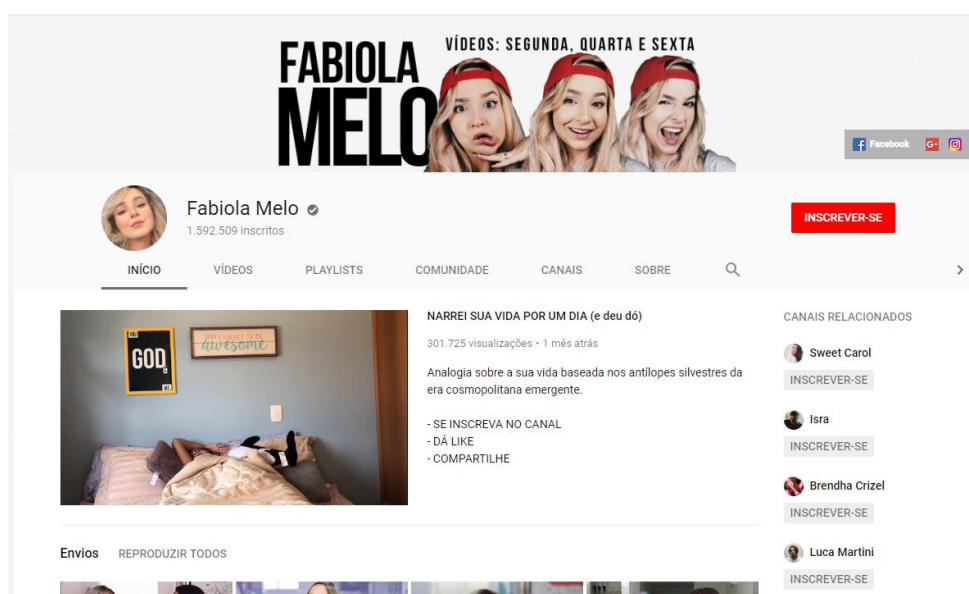 VÍDEOS: SEGUNDA, QUARTA E SEXTA
FABIOLA
MELO
Facebook
G+
Fabiola Melo
1.592.509 inscritos
INSCREVER-SE
INÍCIO VÍDEOS PLAYLISTS COMUNIDADE CANAIS SOBRE
NARREI SUA VIDA POR UM DIA (e deu dó)
301.725 visualizações • 1 mês atrás
Analogia sobre a sua vida baseada nos antílopes silvestres da
era cosmopolitana emergente.
- SE INSCREVA NO CANAL
- DÁ LIKE
- COMPARTILHE
YOU
GOD,
awesome
CANAIS RELACIONADOS
Sweet Carol
INSCREVER-SE
Isra
INSCREVER-SE
Brendha Crizel
INSCREVER-SE
Luca Martini
INSCREVER-SE
Envios REPRODUZIR TODOS